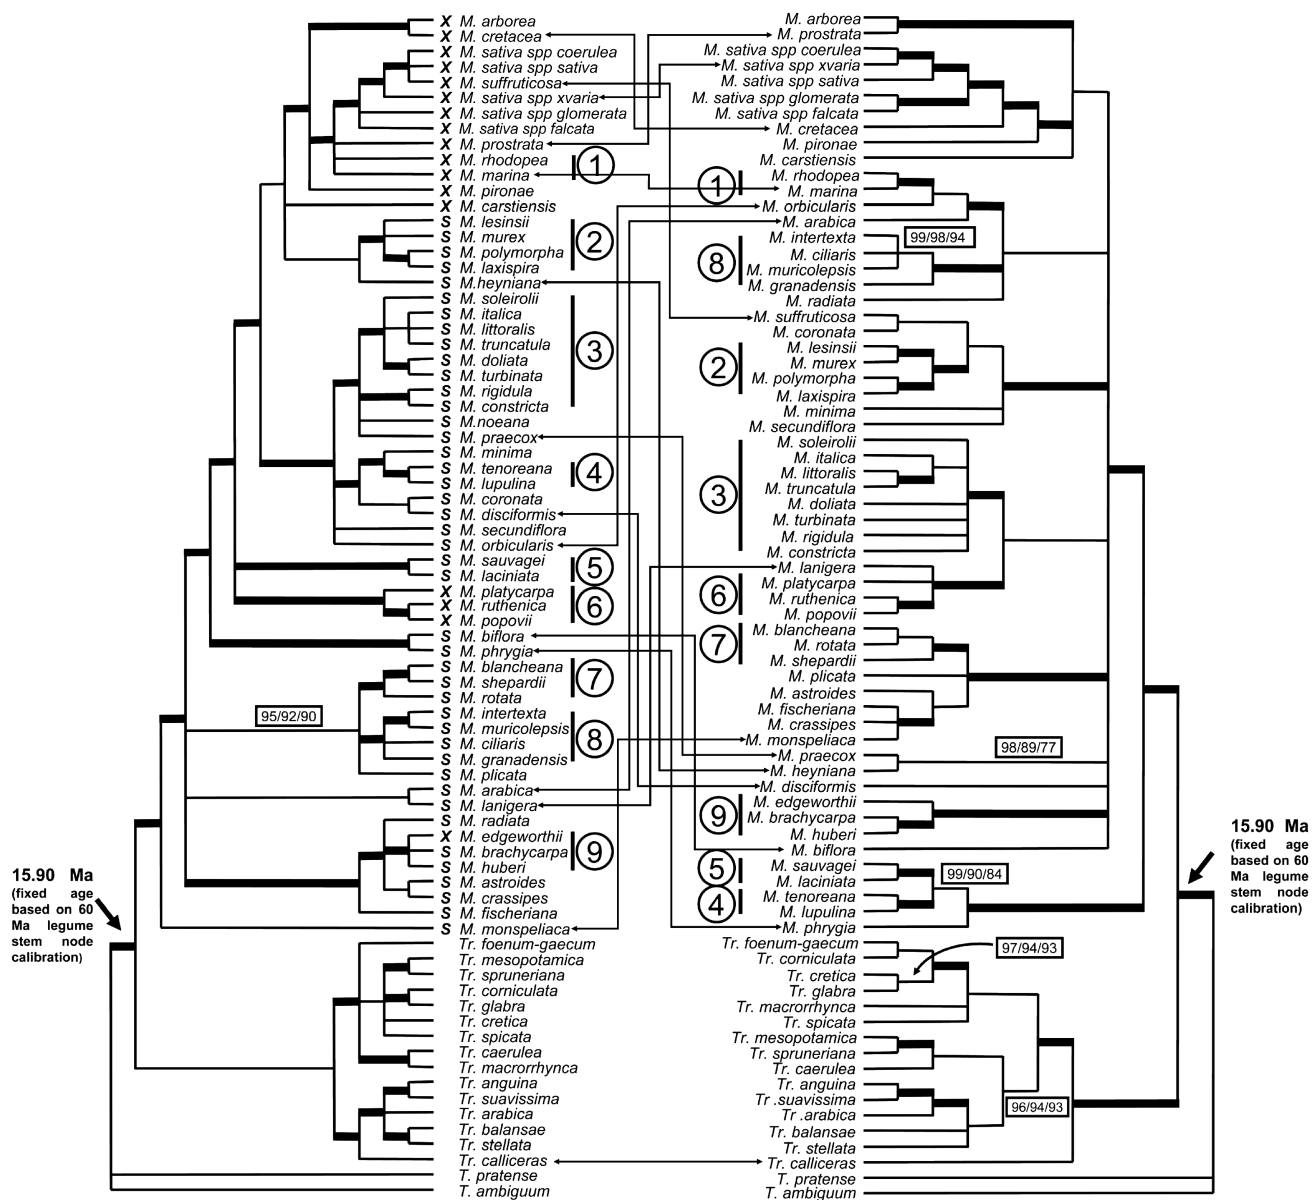 X M. arborea
X M. cretacea
X M. sativa spp coerulea
X M. sativa spp sativa
X M. suffruticosa
X M. sativa spp xvaria
X M. sativa spp glomerata
X M. sativa spp falcata
X M. prostrata
X M. rhodopea
X M. marina
1
X M. pironae
X M. carstiensis
S M. lesinsii
S M. murex
S M. polymorpha
S M. laxispira
2
S M.heyniana
S M. soleirolii
S M. italica
S M. littoralis
S M. truncatula
S M. doliata
S M. turbinata
S M. rigidula
S M. constricta
3
S M.noeana
S M. praecox
S M. minima
S M. tenoreana
S M. lupulina
4
S M. coronata
S M. disciformis
S M. secundiflora
S M. orbicularis
S M. sauvagei
S M. laciniata
5
X M. platycarpa
X M. ruthenica
X M. popovii
6
S M. biflora
S M. phrygia
S M. blancheana
S M. shepardii
S M. rotata
7
95/92/90
S M. intertexta
S M. muricolepsis
S M. ciliaris
S M. granadensis
8
S M. plicata
S M. arabica
S M. lanigera
S M. radiata
X M. edgeworthii
S M. brachycarpa
S M. huberi
9
S M. astroides
S M. crassipes
S M. fischeriana
S M. monspeliaca
Tr. foenum-gaecum
Tr. mesopotamica
Tr. spruneriana
Tr. corniculata
Tr. glabra
Tr. cretica
Tr. spicata
Tr. caerulea
Tr. macrorrhynca
Tr. anguina
Tr. suavissima
Tr. arabica
Tr. balansae
Tr. stellata
Tr. calliceras
T. pratense
T. ambiguum
15.90 Ma
(fixed age
based on 60
Ma legume
stem node
calibration)
M. arborea
M. prostrata
M. sativa spp coerulea
M. sativa spp xvaria
M. sativa spp sativa
M. sativa spp glomerata
M. sativa spp falcata
M. cretacea
M. pironae
M. carstiensis
M. rhodopea
M. marina
1
M. orbicularis
M. arabica
M. intertexta
M. ciliaris
M. muricolepsis
M. granadensis
8
99/98/94
M. radiata
M. suffruticosa
M. coronata
M. lesinsii
M. murex
M. polymorpha
M. laxispira
2
M. minima
M. secundiflora
M. soleirolii
M. italica
M. littoralis
M. truncatula
M. doliata
M. turbinata
M. rigidula
M. constricta
3
M. lanigera
M. platycarpa
M. ruthenica
M. popovii
6
M. blancheana
M. rotata
M. shepardii
7
M. plicata
M. astroides
M. fischeriana
M. crassipes
M. monspeliaca
M. praecox
M. heyniana
98/89/77
M. disciformis
M. edgeworthii
M. brachycarpa
M. huberi
9
M. biflora
M. sauvagei
M. laciniata
5
99/90/84
M. tenoreana
M. lupulina
4
M. phrygia
Tr. foenum-gaecum
Tr. corniculata
97/94/93
Tr. cretica
Tr. glabra
Tr. macrorrhynca
Tr. spicata
Tr. mesopotamica
Tr. spruneriana
Tr. caerulea
Tr. anguina
Tr .suavissima
Tr .arabica
96/94/93
Tr. balansae
Tr. stellata
Tr. calliceras
T. pratense
T. ambiguum
15.90 Ma
(fixed age
based on 60
Ma legume
stem node
calibration)